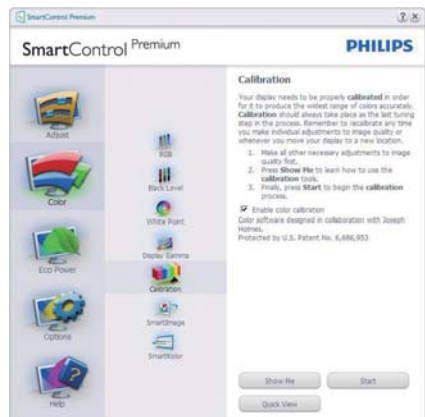 SmartControl Premium
SmartControl Premium
PHILIPS
Adjust
Color
Eco Power
Options
Help
RGB
Black Level
White Point
Display Gamma
Calibration
SmartImage
SmartKolor
Calibration
Your display needs to be properly calibrated in order
for it to produce the widest range of colors accurately.
Calibration should always take place as the last tuning
step in the process. Remember to recalibrate any time
you make individual adjustments to image quality or
whenever you move your display to a new location.
1. Make all other necessary adjustments to image
quality first.
2. Press Show Me to learn how to use the
calibration tools.
3. Finally, press Start to begin the calibration
process.
Enable color calibration
Color software designed in collaboration with Joseph
Holmes.
Protected by U.S. Patent No. 6,686,953
Show Me
Start
Quick View